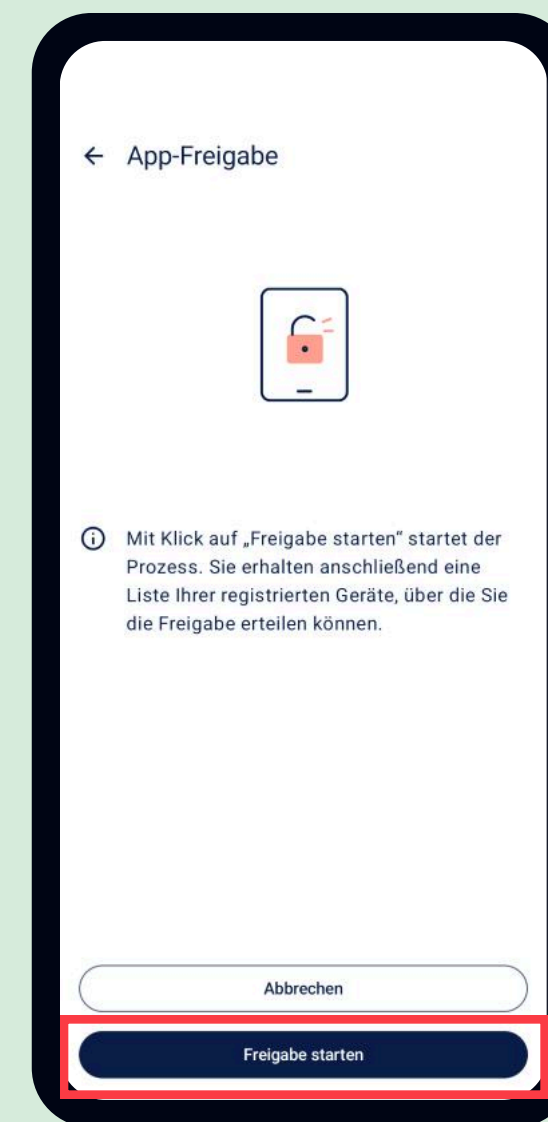 App-Freigabe
Mit Klick auf „Freigabe starten“ startet der
Prozess. Sie erhalten anschließend eine
Liste Ihrer registrierten Geräte, über die Sie
die Freigabe erteilen können.
Abbrechen
Freigabe starten